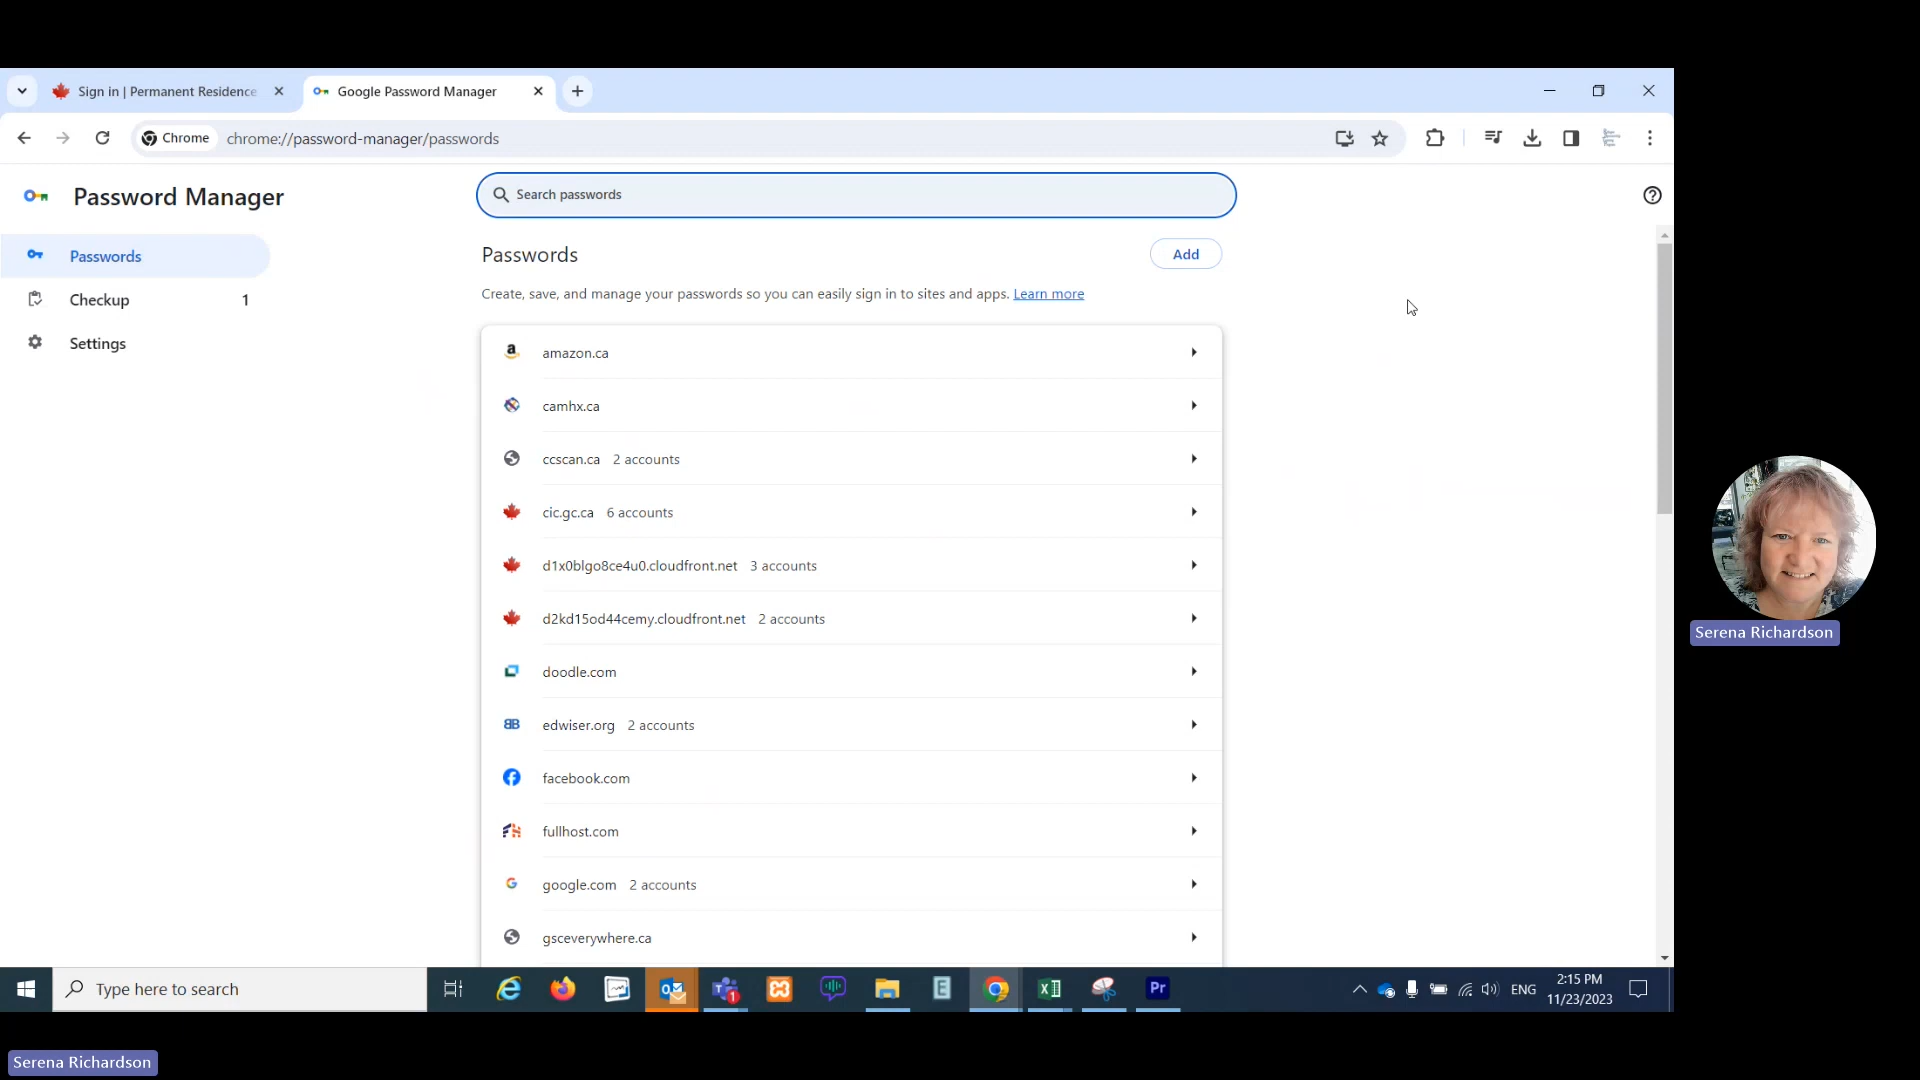 Sign in | Permanent Residence
Google Password Manager
Chrome
chrome://password-manager/passwords
Password Manager
Search passwords
Passwords
Checkup 1
Settings
Passwords
Add
Create, save, and manage your passwords so you can easily sign in to sites and apps. Learn more
amazon.ca
camhx.ca
ccscan.ca 2 accounts
cic.gc.ca 6 accounts
d1x0blgo8ce4u0.cloudfront.net 3 accounts
d2kd15od44cemy.cloudfront.net 2 accounts
doodle.com
edwiser.org 2 accounts
facebook.com
fullhost.com
google.com 2 accounts
gsceverywhere.ca
Serena Richardson
Type here to search
Pr
ENG
2:15 PM
11/23/2023
Serena Richardson